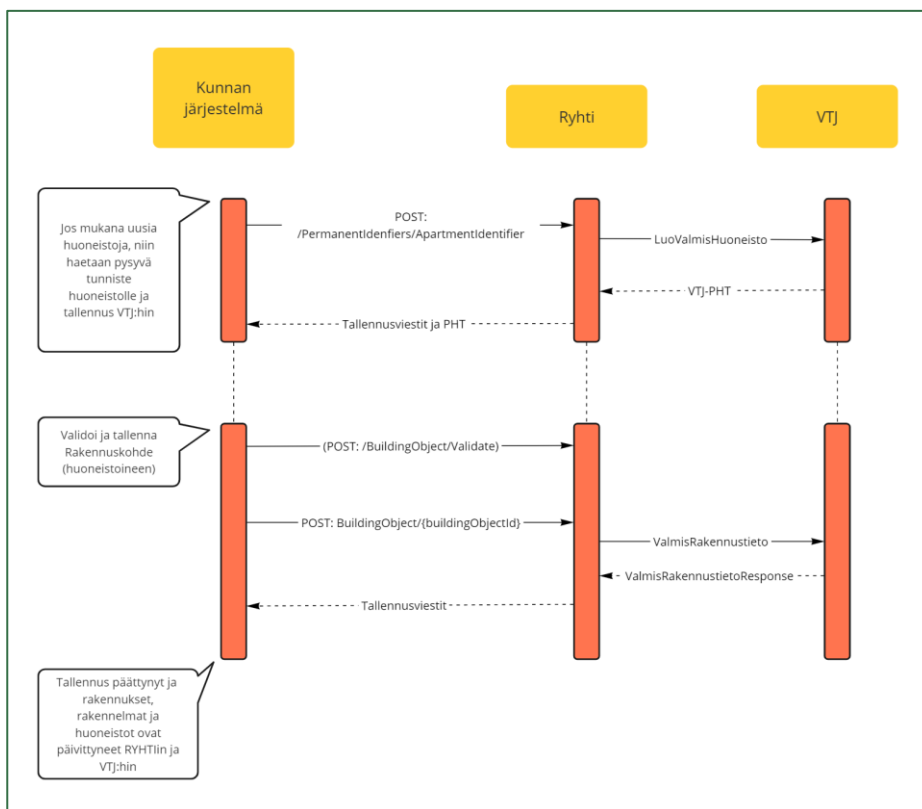 Kunnan
järjestelmä
Ryhti
VTJ
Jos mukana uusia
huoneistoja, niin
haetaan pysyvä
tunniste
huoneistolle ja
tallennus VTJ:hin
POST:
/PermanentIdenfiers/ApartmentIdentifier
LuoValmisHuoneisto
VTJ-PHT
Tallennusviestit ja PHT
Validoi ja tallenna
Rakennuskohde
(huoneistoineen)
(POST: /BuildingObject/Validate)
POST: BuildingObject/{buildingObjectId}
ValmisRakennustieto
ValmisRakennustietoResponse
Tallennusviestit
Tallennus päättynyt ja
rakennukset,
rakennelmat ja
huoneistot ovat
päivittyneet RYHTIin ja
VTJ:hin